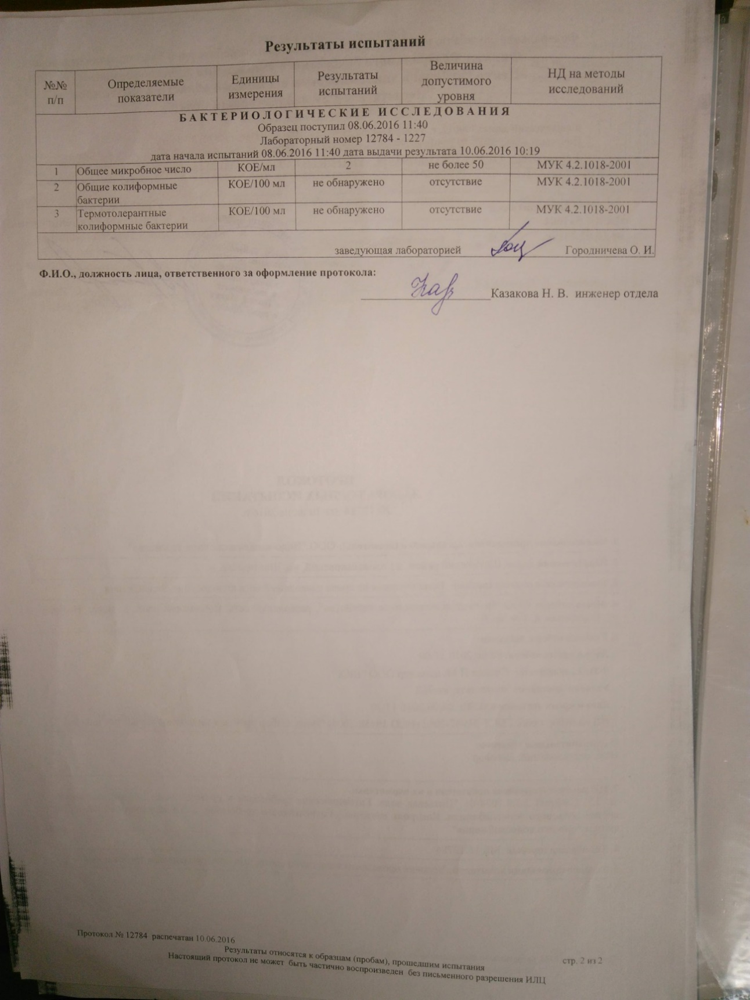 Результаты испытаний
№№ п/п Определяемые показатели Единицы измерения Результаты испытаний Величина допустимого уровня НД на методы исследований
БАКТЕРИОЛОГИЧЕСКИЕ ИССЛЕДОВАНИЯ
Образец поступил 08.06.2016 11:40
Лабораторный номер 12784 - 1227
дата начала испытаний 08.06.2016 11:40 дата выдачи результата 10.06.2016 10:19
1 Общее микробное число КОЕ/мл 2 не более 50 МУК 4.2.1018-2001
2 Общие колиформные бактерии КОЕ/100 мл не обнаружено отсутствие МУК 4.2.1018-2001
3 Термотолерантные колиформные бактерии КОЕ/100 мл не обнаружено отсутствие МУК 4.2.1018-2001
заведующая лабораторией Городничева О. И.
Ф.И.О., должность лица, ответственного за оформление протокола:
Казакова Н. В. инженер отдела
Протокол № 12784 распечатан 10.06.2016
Результаты относятся к образцам (пробам), прошедшим испытания
стр. 2 из 2
Настоящий протокол не может быть частично воспроизведен без письменного разрешения ИЛЦ